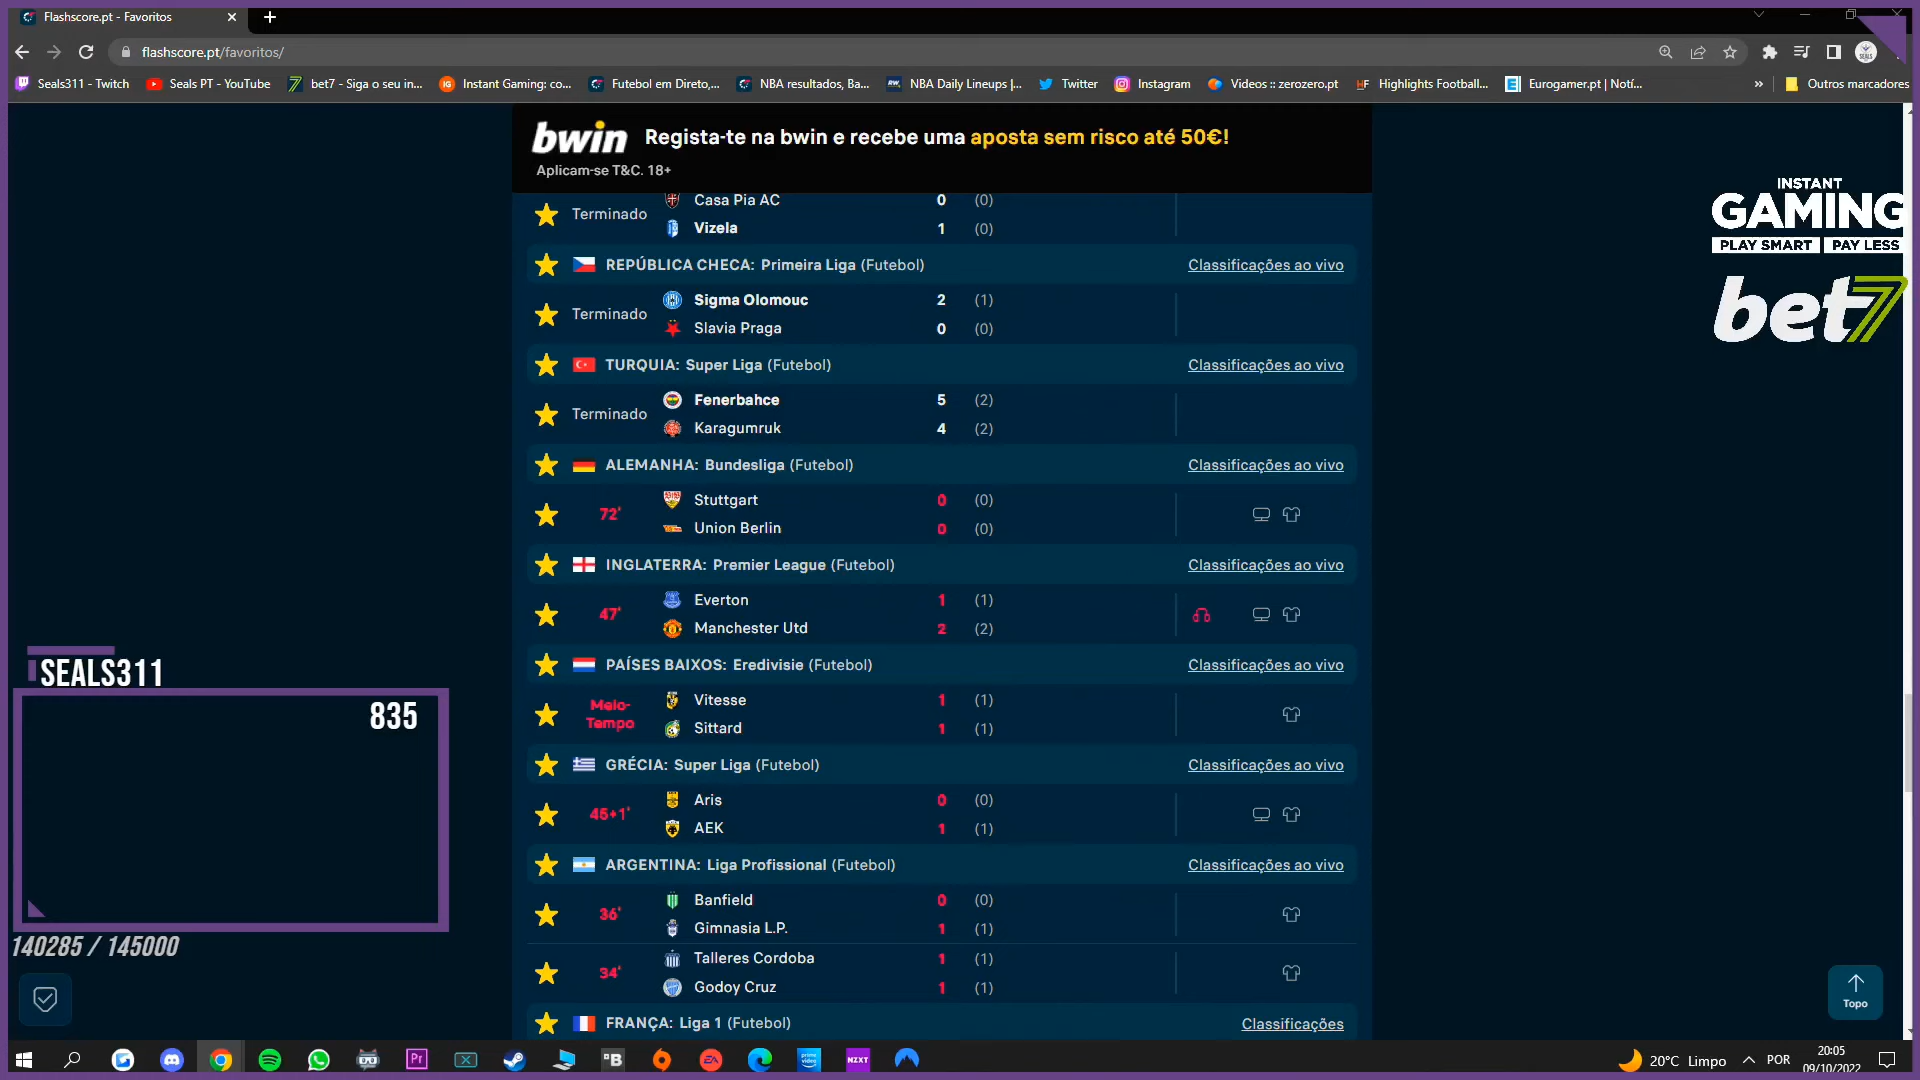 Flashscore.pt - Favoritos
flashscore.pt/favoritos/
Seals311 - Twitch
Seals PT - YouTube
bet7 - Siga o seu in...
Instant Gaming: co...
Futebol em Direto,...
NBA resultados, Ba...
NBA Daily Lineups |...
Twitter
Instagram
Videos :: zerozero.pt
Highlights Football...
Eurogamer.pt | Notí...
Outros marcadores
bwin
Regista-te na bwin e recebe uma aposta sem risco até 50€!
Aplicam-se T&C. 18+
Terminado
Casa Pia AC 0 (0)
Vizela 1 (0)
REPÚBLICA CHECA: Primeira Liga (Futebol) Classificações ao vivo
Terminado
Sigma Olomouc 2 (1)
Slavia Praga 0 (0)
TURQUIA: Super Liga (Futebol) Classificações ao vivo
Terminado
Fenerbahce 5 (2)
Karagumruk 4 (2)
ALEMANHA: Bundesliga (Futebol) Classificações ao vivo
72'
Stuttgart 0 (0)
Union Berlin 0 (0)
INGLATERRA: Premier League (Futebol) Classificações ao vivo
47'
Everton 1 (1)
Manchester Utd 2 (2)
PAÍSES BAIXOS: Eredivisie (Futebol) Classificações ao vivo
Meio-
Tempo
Vitesse 1 (1)
Sittard 1 (1)
GRÉCIA: Super Liga (Futebol) Classificações ao vivo
45+1'
Aris 0 (0)
AEK 1 (1)
ARGENTINA: Liga Profissional (Futebol) Classificações ao vivo
36'
Banfield 0 (0)
Gimnasia L.P. 1 (1)
34'
Talleres Cordoba 1 (1)
Godoy Cruz 1 (1)
FRANÇA: Liga 1 (Futebol) Classificações
INSTANT
GAMING
PLAY SMART PAY LESS
bet7
SEALS311
835
140285 / 145000
Topo
20°C Limpo
POR
20:05
09/10/2022